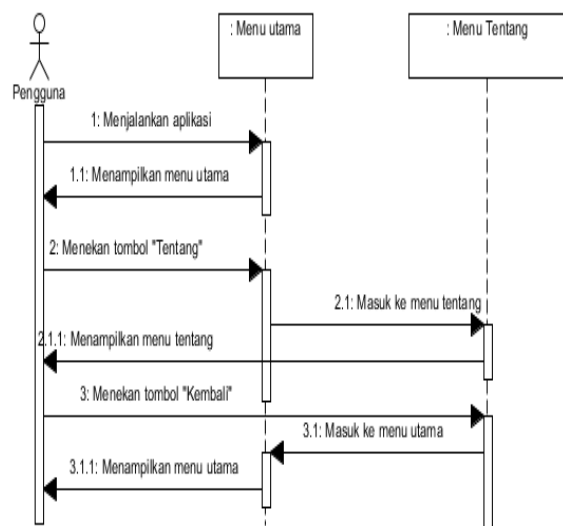 : Menu utama
: Menu Tentang
Pengguna
1: Menjalankan aplikasi
1.1: Menampilkan menu utama
2: Menekan tombol "Tentang"
2.1: Masuk ke menu tentang
2.1.1: Menampilkan menu tentang
3: Menekan tombol "Kembali"
3.1: Masuk ke menu utama
3.1.1: Menampilkan menu utama